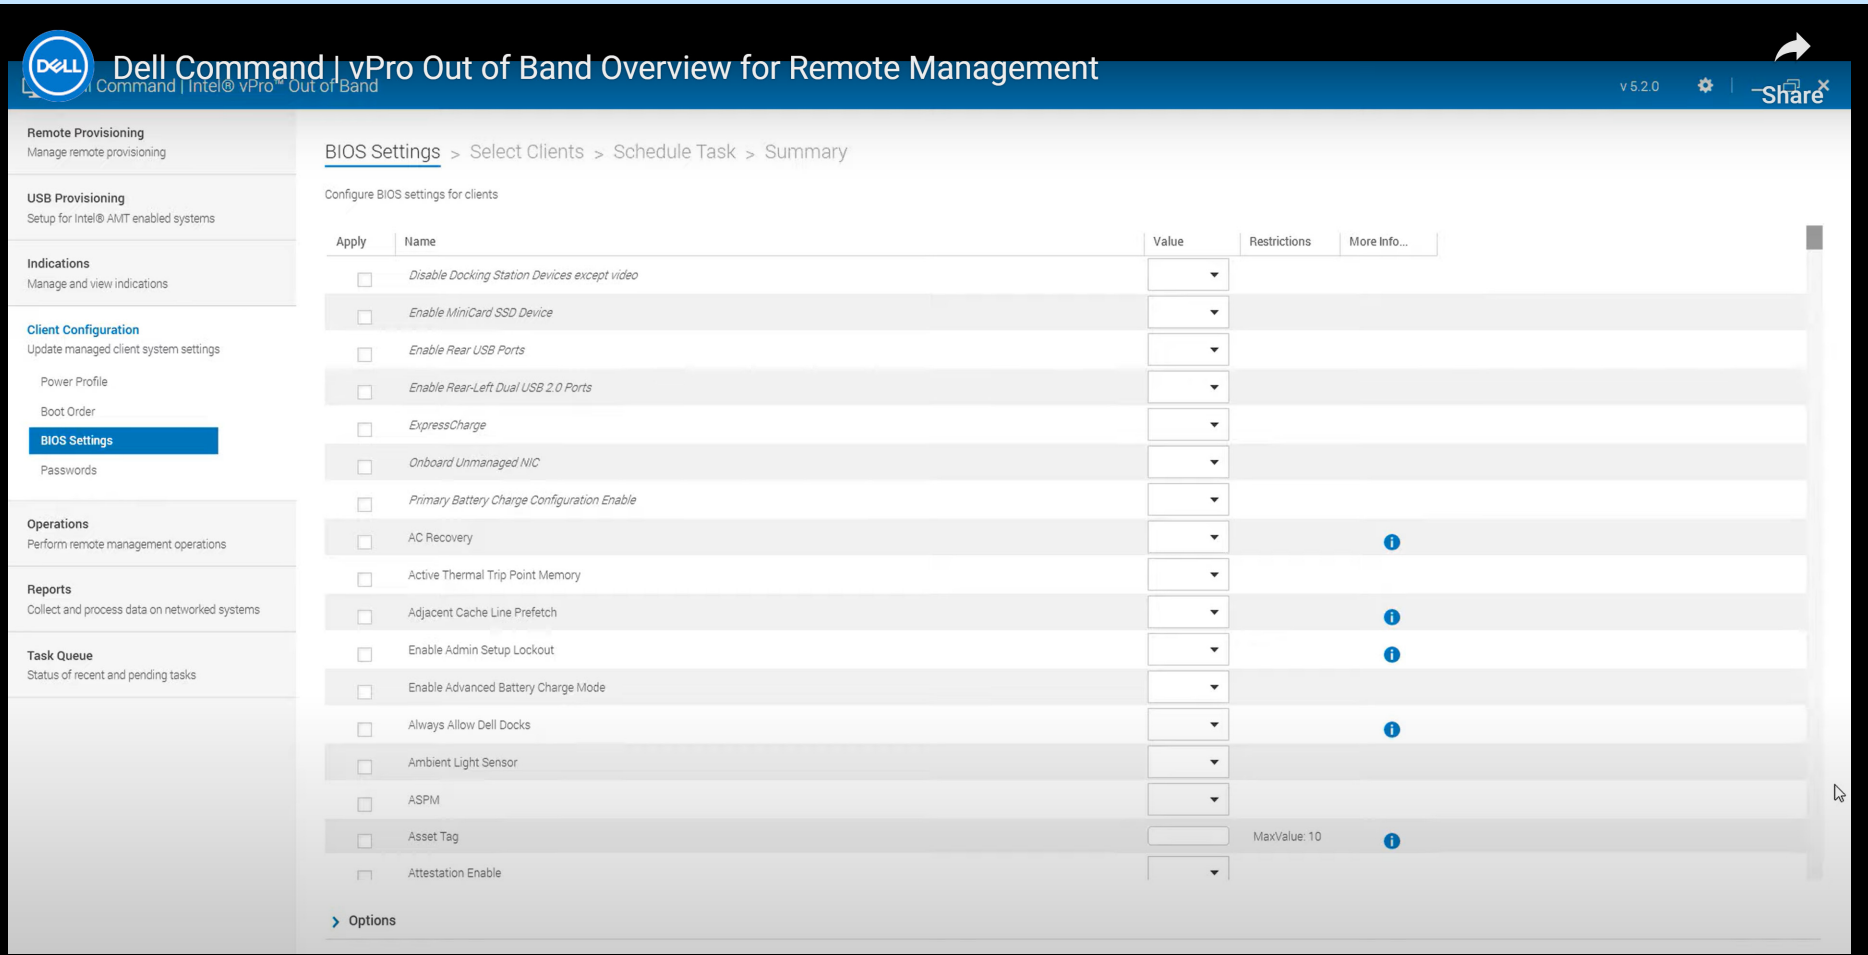 DELL
Dell Command | vPro Out of Band Overview for Remote Management
Command | Intel® vPro™ Out of Band
v 5.2.0
Share
Remote Provisioning
Manage remote provisioning
USB Provisioning
Setup for Intel® AMT enabled systems
Indications
Manage and view indications
Client Configuration
Update managed client system settings
Power Profile
Boot Order
BIOS Settings
Passwords
Operations
Perform remote management operations
Reports
Collect and process data on networked systems
Task Queue
Status of recent and pending tasks
BIOS Settings > Select Clients > Schedule Task > Summary
Configure BIOS settings for clients
Apply Name Value Restrictions More Info...
Disable Docking Station Devices except video
Enable MiniCard SSD Device
Enable Rear USB Ports
Enable Rear-Left Dual USB 2.0 Ports
ExpressCharge
Onboard Unmanaged NIC
Primary Battery Charge Configuration Enable
AC Recovery
Active Thermal Trip Point Memory
Adjacent Cache Line Prefetch
Enable Admin Setup Lockout
Enable Advanced Battery Charge Mode
Always Allow Dell Docks
Ambient Light Sensor
ASPM
Asset Tag MaxValue: 10
Attestation Enable
Options